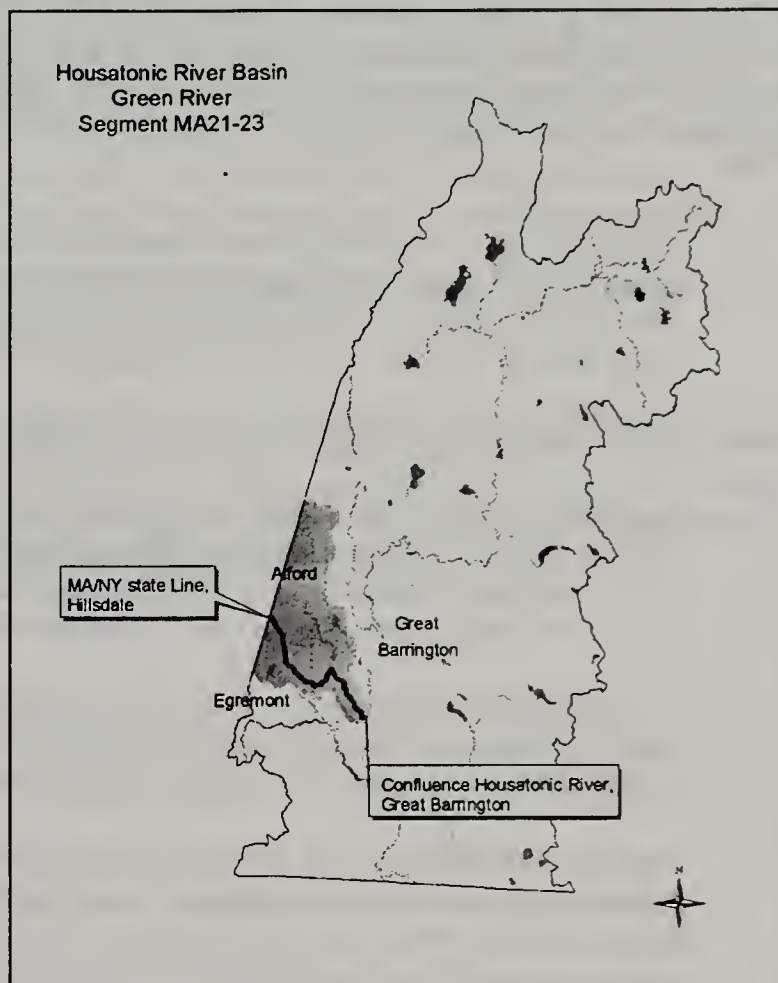 Housatonic River Basin
Green River
Segment MA21-23
Alford
MA/NY state Line,
Hillsdale
Great
Barrington
Egremont
Confluence Housatonic River,
Great Barrington
N